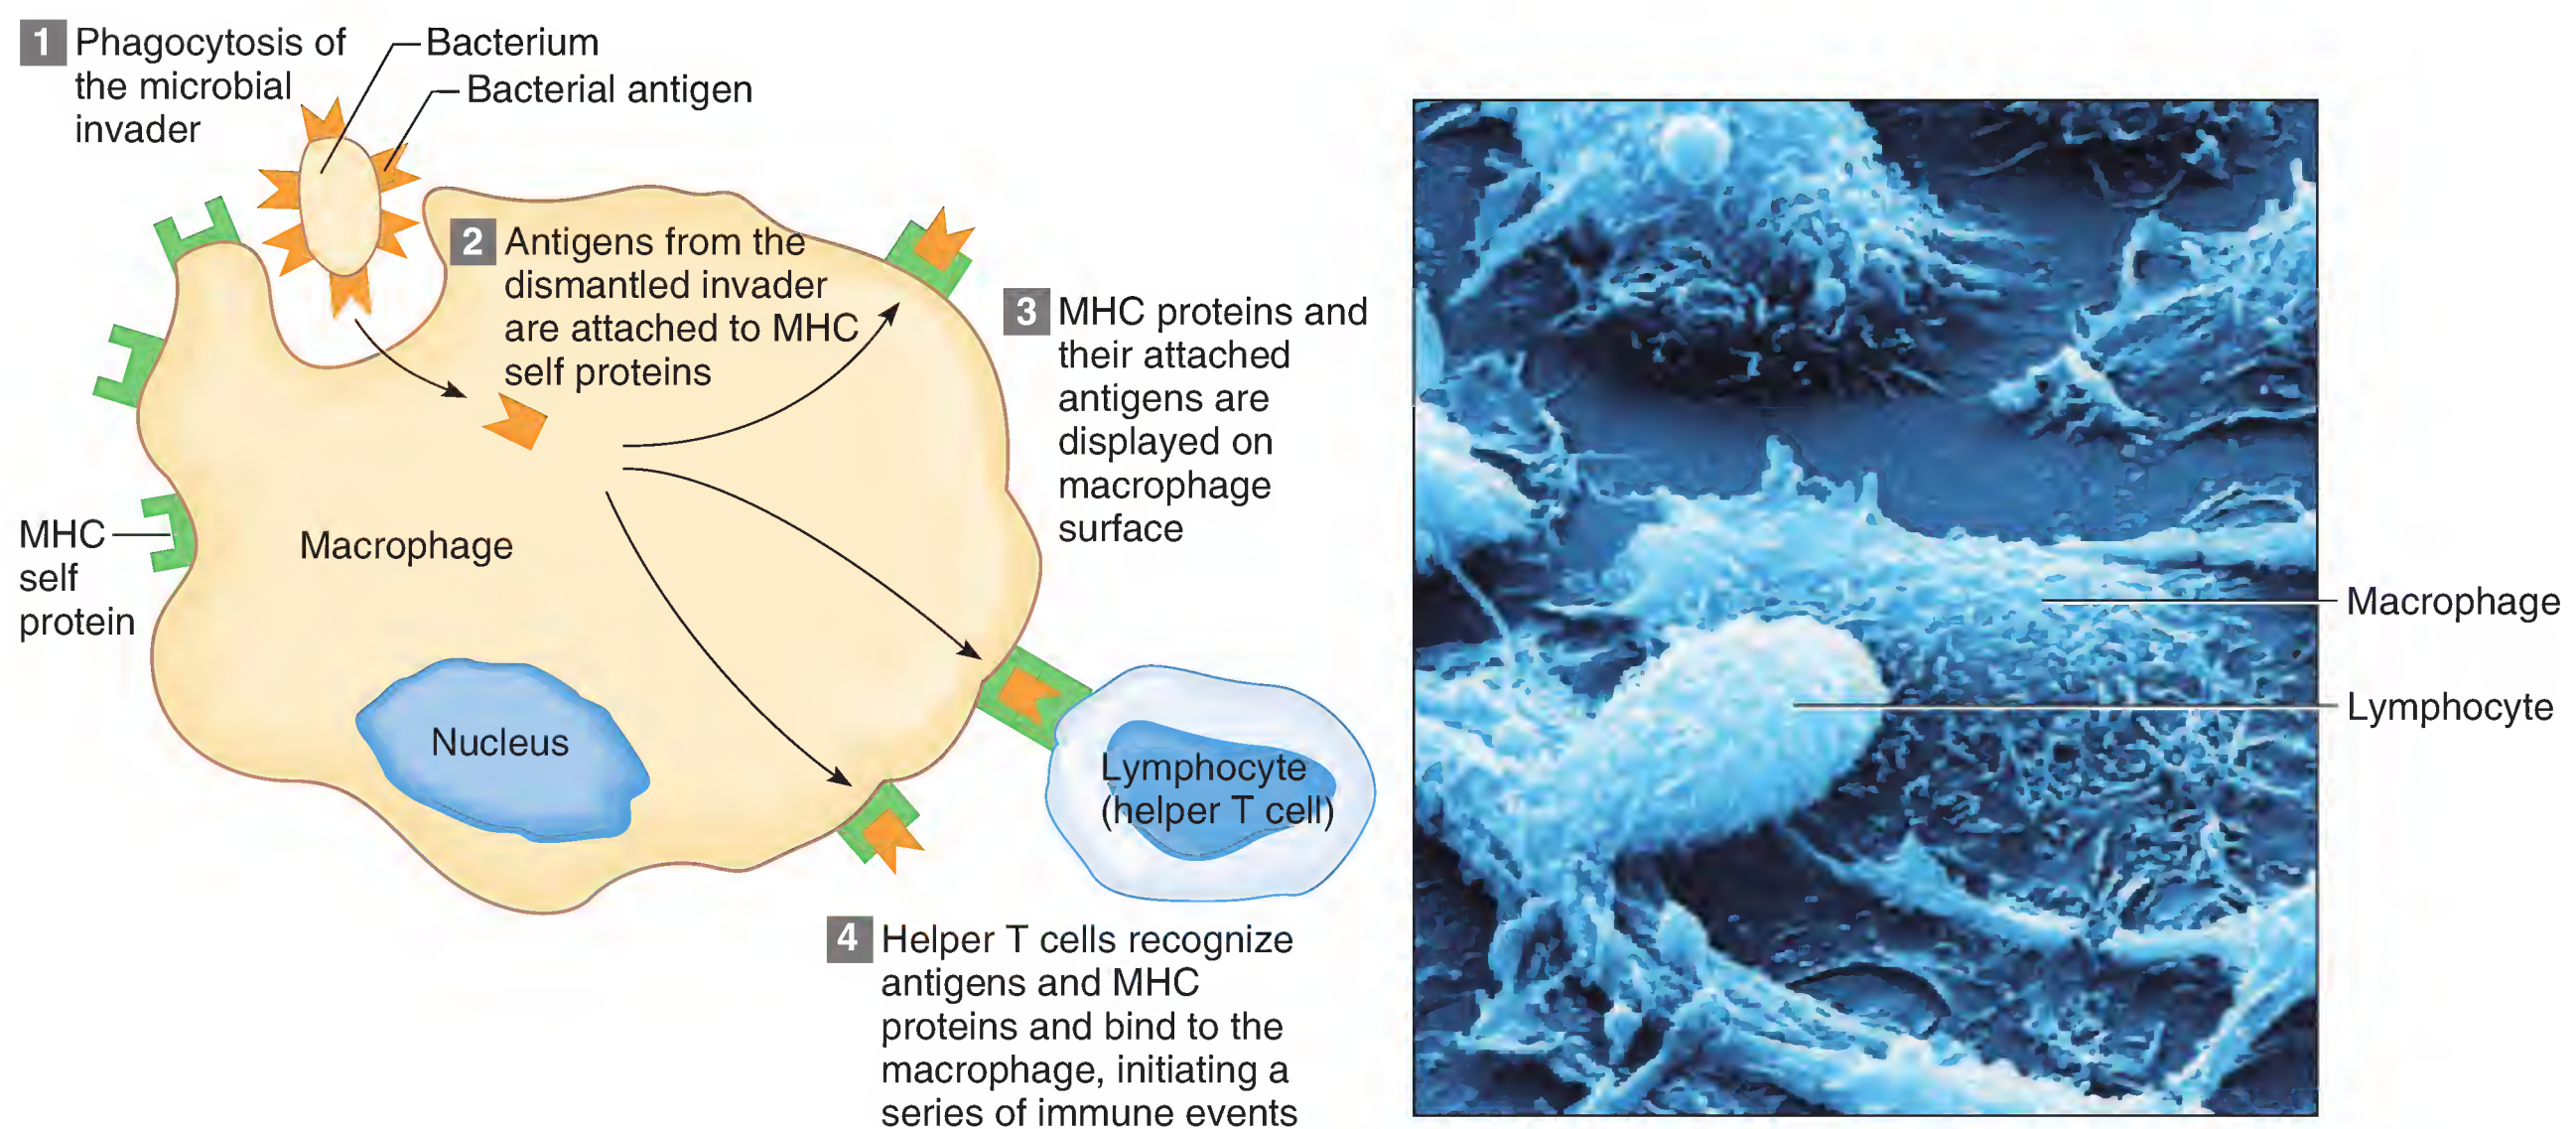 1 Phagocytosis of
the microbial
invader
Bacterium
Bacterial antigen
2 Antigens from the
dismantled invader
are attached to MHC
self proteins
3 MHC proteins and
their attached
antigens are
displayed on
macrophage
surface
MHC
self
protein
Macrophage
Nucleus
Lymphocyte
(helper T cell)
4 Helper T cells recognize
antigens and MHC
proteins and bind to the
macrophage, initiating a
series of immune events
Macrophage
Lymphocyte